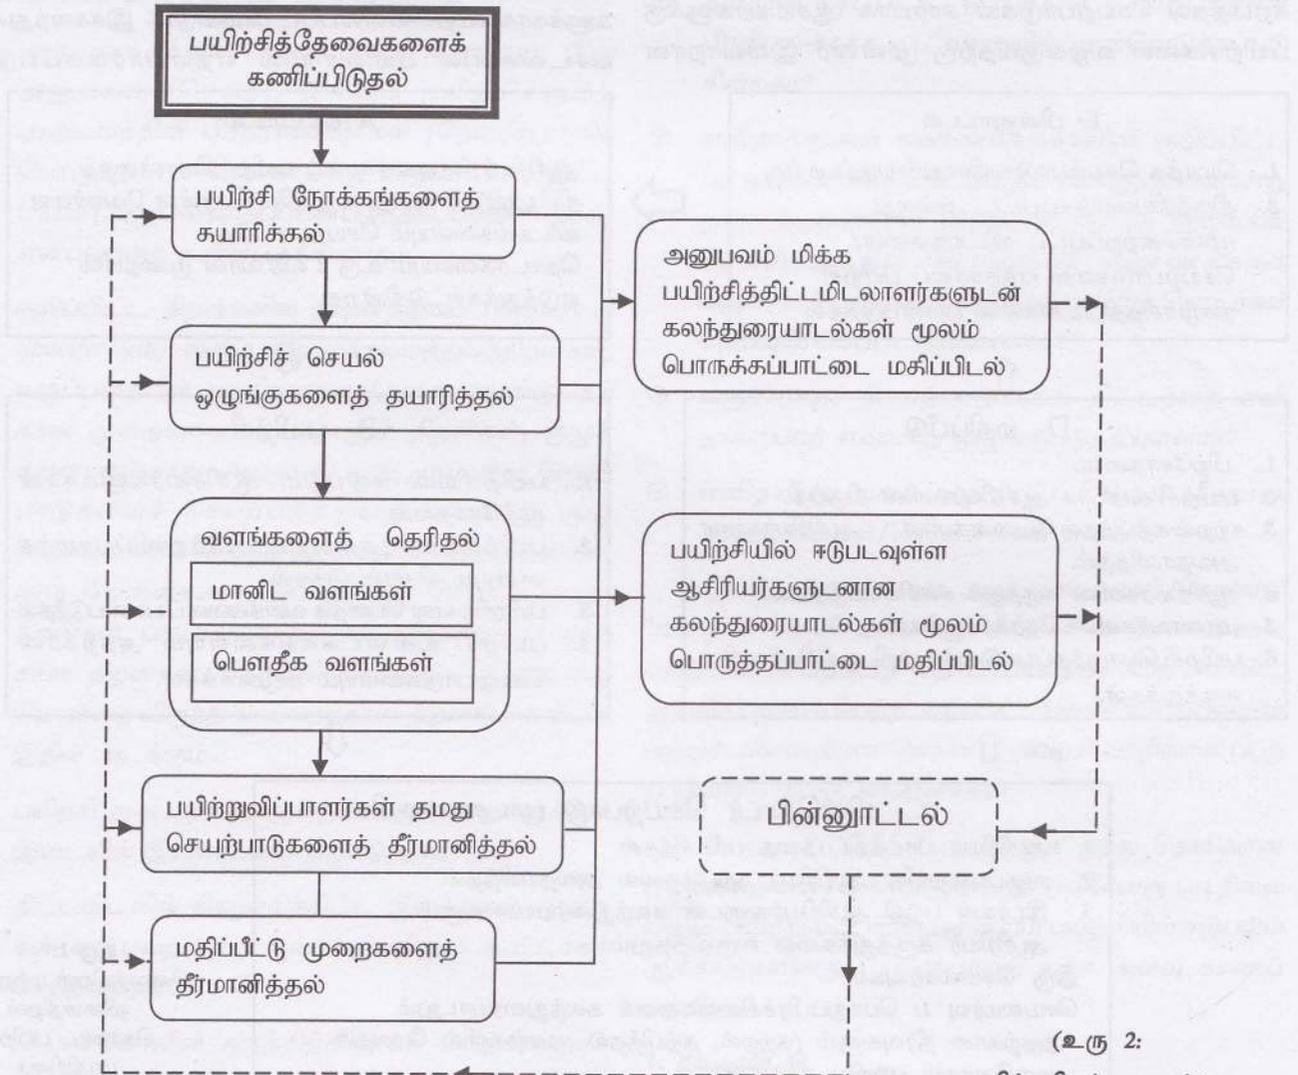 பயிற்சித்தேவைகளைக்
கணிப்பிடுதல்
பயிற்சி நோக்கங்களைத்
தயாரித்தல்
பயிற்சிச் செயல்
ஒழுங்குகளைத் தயாரித்தல்
வளங்களைத் தெரிதல்
மானிட வளங்கள்
பௌதீக வளங்கள்
பயிற்றுவிப்பாளர்கள் தமது
செயற்பாடுகளைத் தீர்மானித்தல்
மதிப்பீட்டு முறைகளைத்
தீர்மானித்தல்
அனுபவம் மிக்க
பயிற்சித்திட்டமிடலாளர்களுடன்
கலந்துரையாடல்கள் மூலம்
பொருத்தப்பாட்டை மதிப்பிடல்
பயிற்சியில் ஈடுபடவுள்ள
ஆசிரியர்களுடனான
கலந்துரையாடல்கள் மூலம்
பொருத்தப்பாட்டை மதிப்பிடல்
பின்னூட்டல்
(உரு 2: